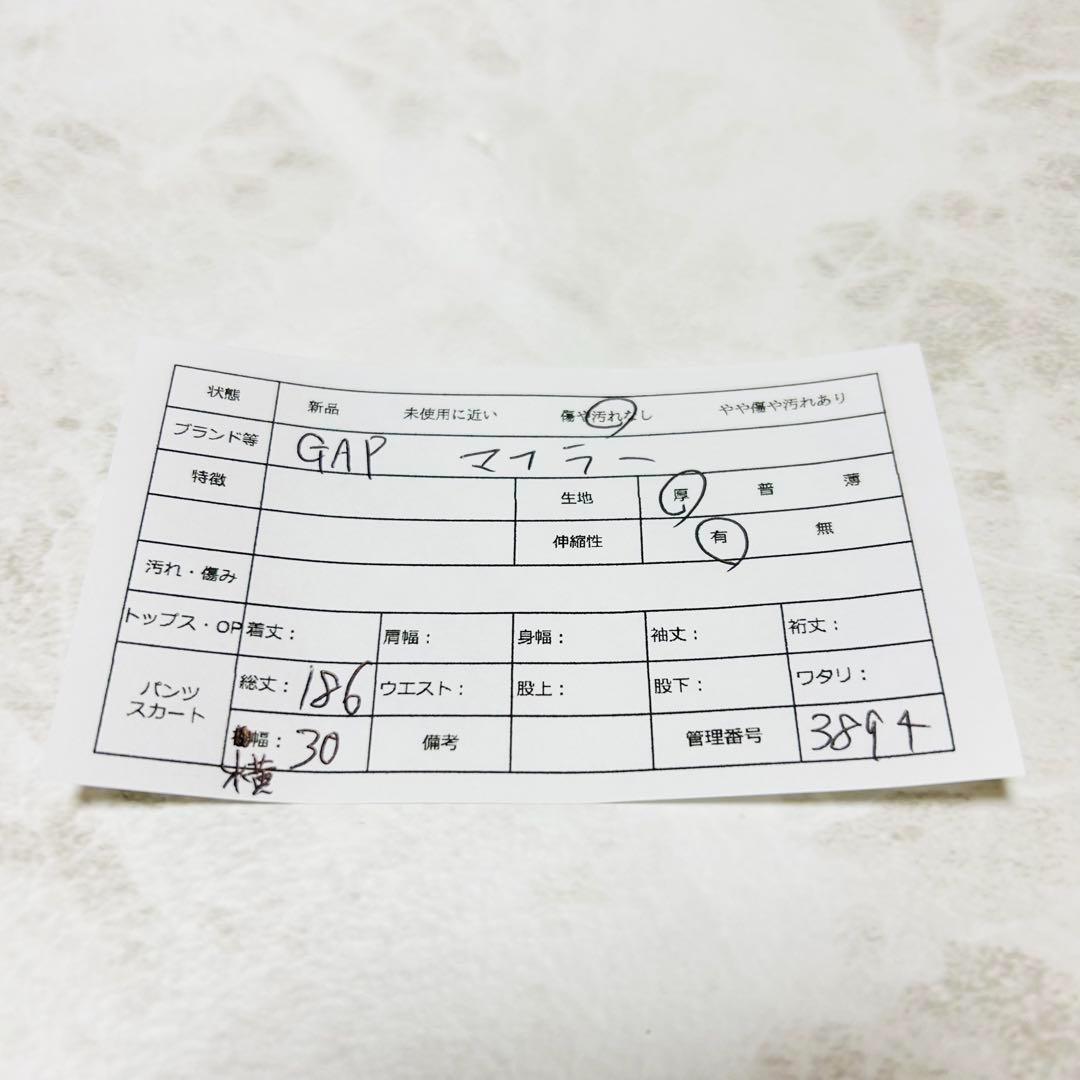 状態 新品 未使用に近い 傷や汚れなし やや傷や汚れあり
ブランド等 GAP マフラー
特徴 生地 厚 普 薄
伸縮性 有 無
汚れ・傷み
トップス・OP 着丈: 肩幅: 身幅: 袖丈: 裄丈:
パンツ スカート 総丈: 186 ウエスト: 股上: 股下: ワタリ:
幅: 30 備考 管理番号 3894
横